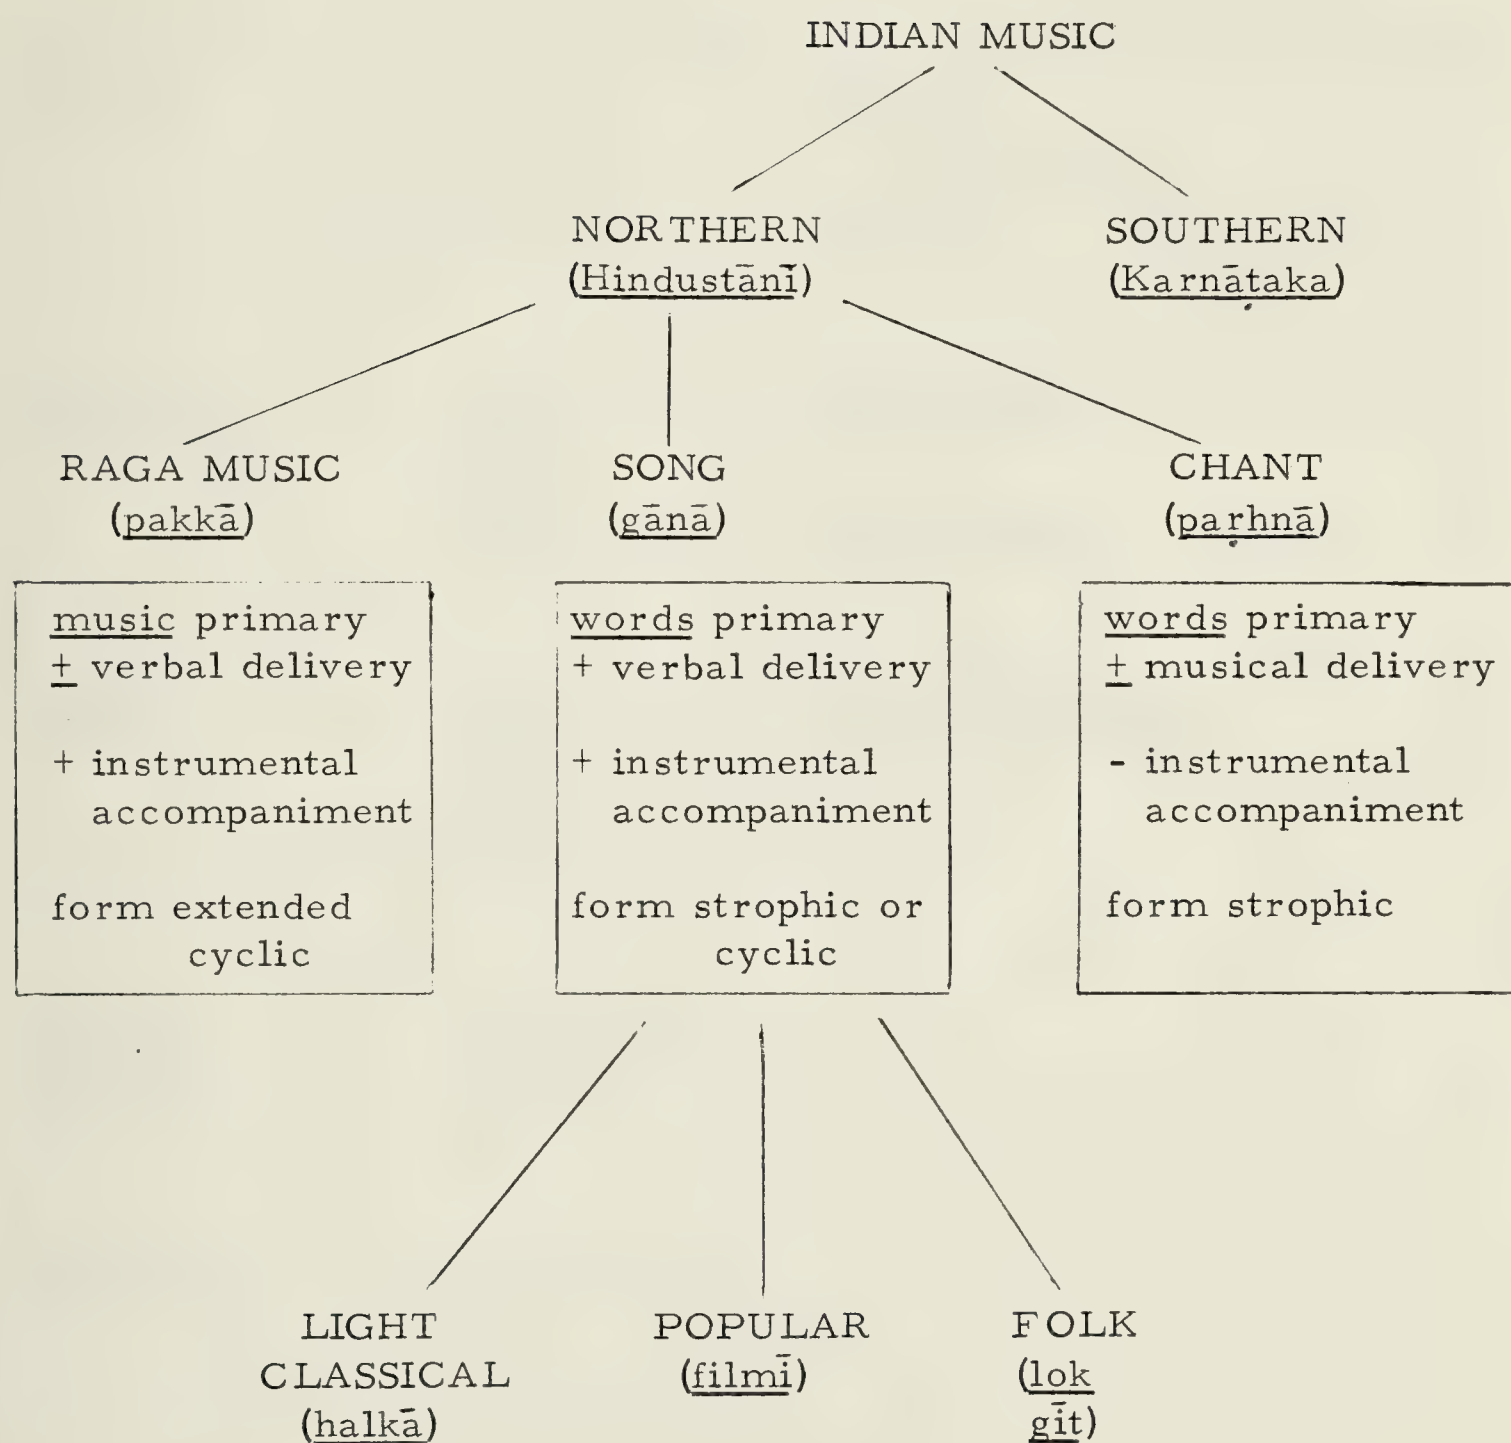 INDIAN MUSIC
NORTHERN
(Hindustānī)
SOUTHERN
(Karnāṭaka)
RAGA MUSIC
(pakkā)
SONG
(gānā)
CHANT
(paṛhnā)
music primary
± verbal delivery
+ instrumental
accompaniment
form extended
cyclic
words primary
+ verbal delivery
+ instrumental
accompaniment
form strophic or
cyclic
words primary
± musical delivery
- instrumental
accompaniment
form strophic
LIGHT
CLASSICAL
(halkā)
POPULAR
(filmī)
FOLK
(lok
gīt)